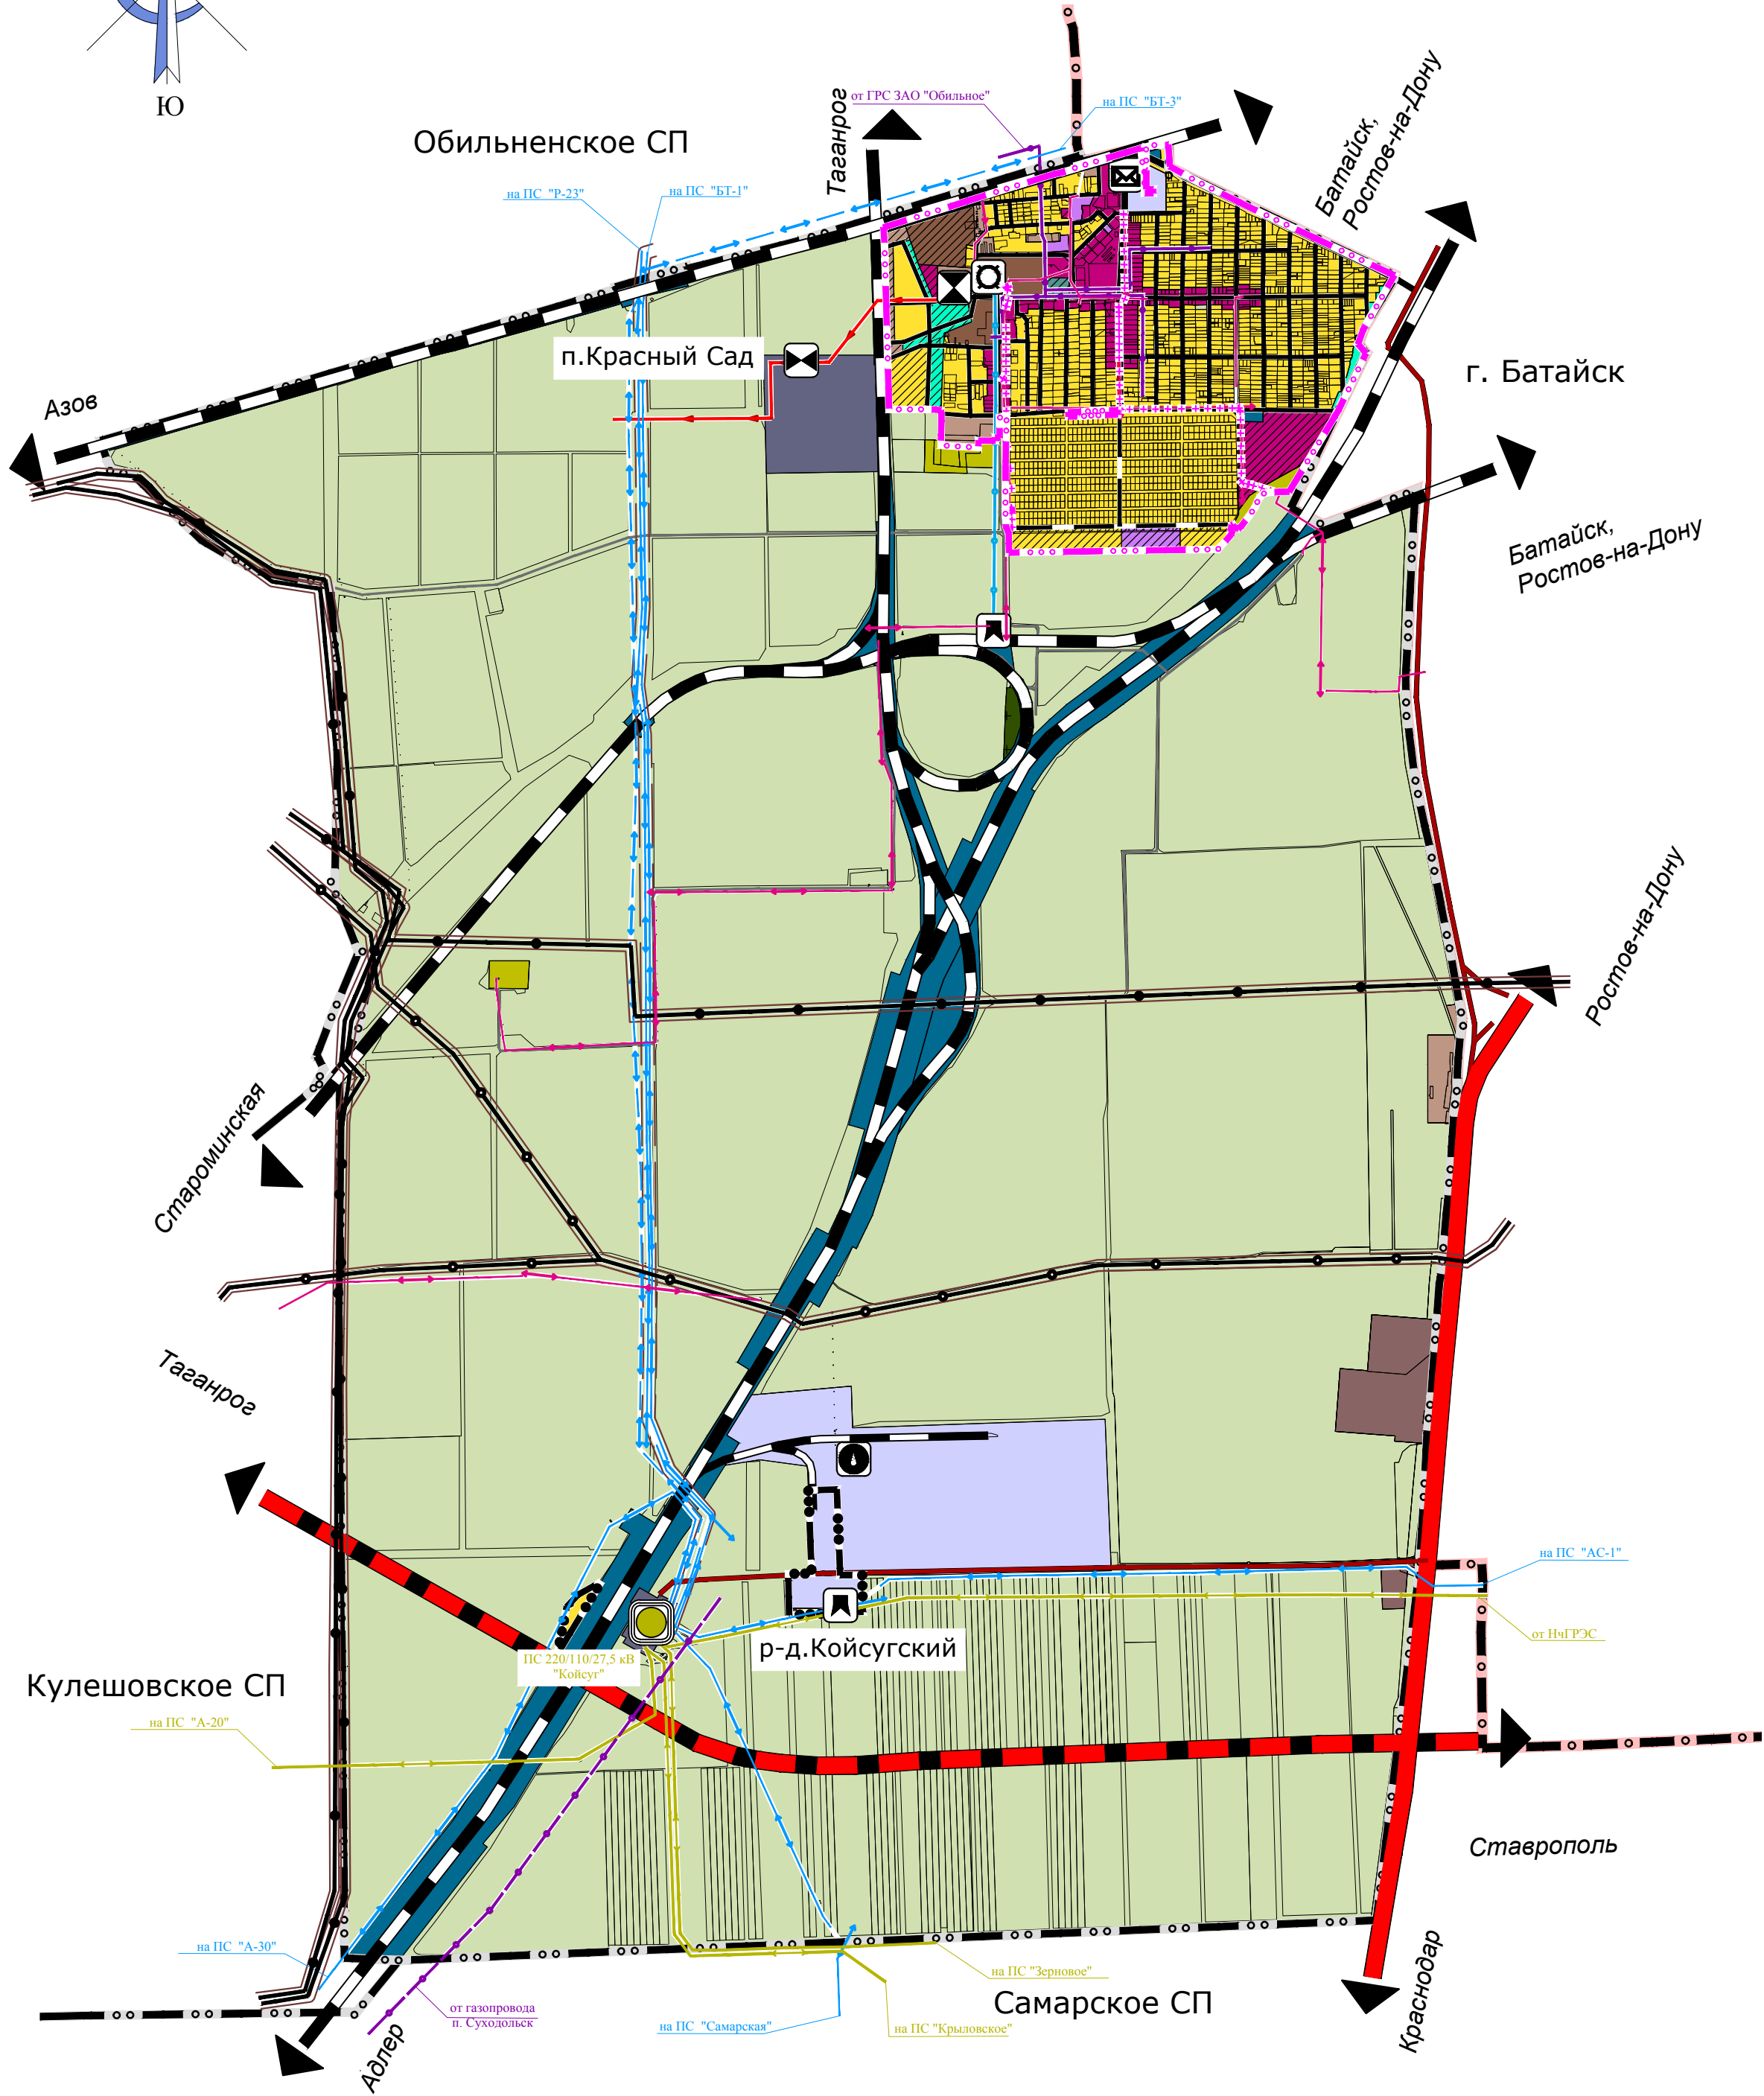 Ю
Обильненское СП
Таганрог
от ГРС ЗАО "Обильное"
на ПС "БТ-3"
Батайск,
Ростов-на-Дону
на ПС "Р-23"
на ПС "БТ-1"
п.Красный Сад
г. Батайск
Азов
Батайск,
Ростов-на-Дону
Ростов-на-Дону
Староминская
Таганрог
на ПС "АС-1"
от НчГРЭС
р-д.Койсугский
ПС 220/110/27,5 кВ
"Койсуг"
Кулешовское СП
на ПС "А-20"
Ставрополь
на ПС "А-30"
на ПС "Зерновое"
Самарское СП
от газопровода
п. Суходольск
на ПС "Самарская"
на ПС "Крыловское"
Адлер
Краснодар